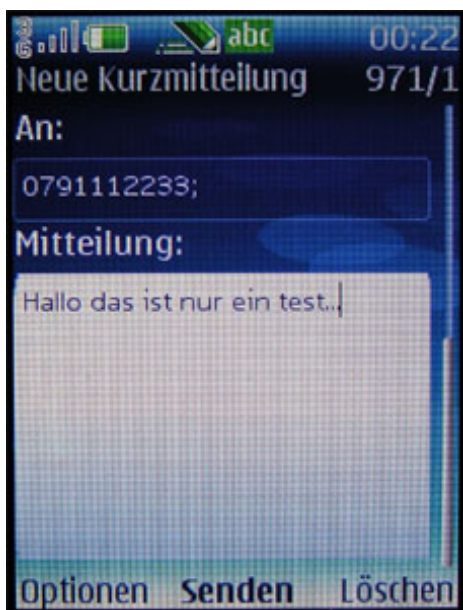 3G abc 00:22
Neue Kurzmitteilung 971/1
An:
0791112233;
Mitteilung:
Hallo das ist nur ein test..
Optionen Senden Löschen